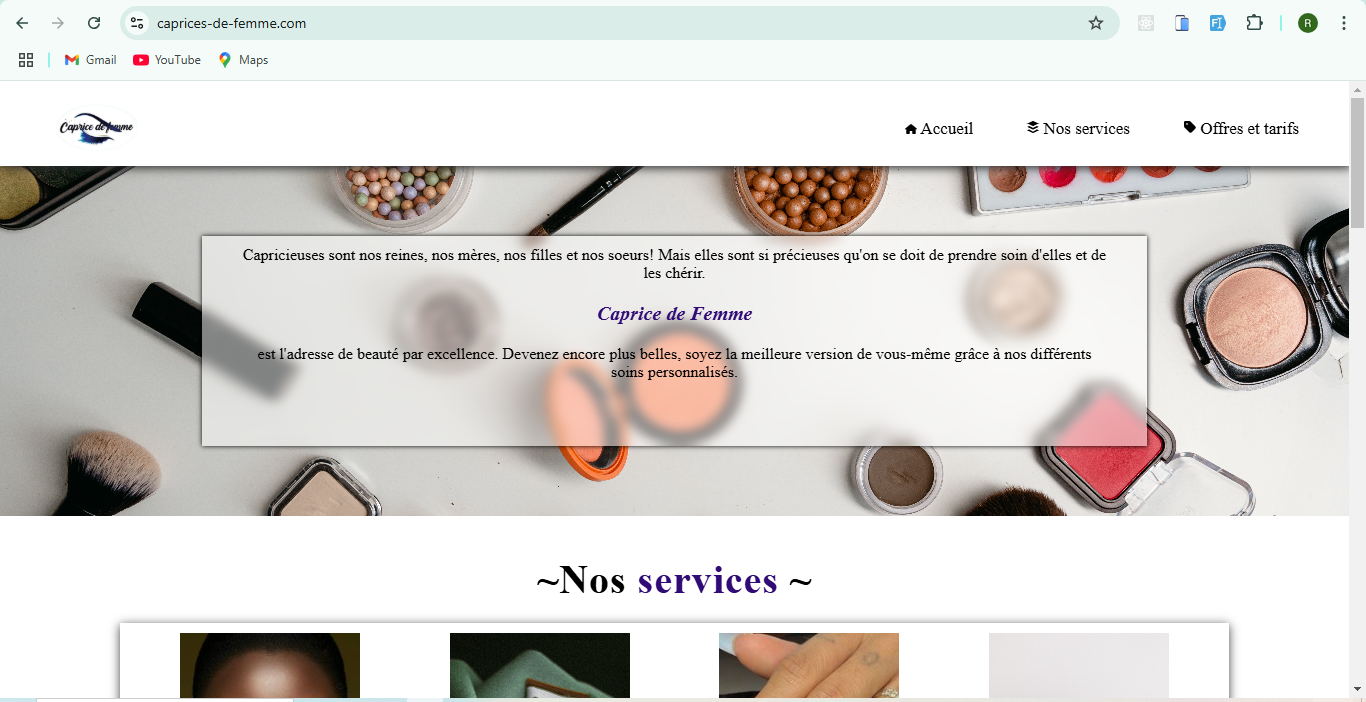 caprices-de-femme.com
R
Gmail
YouTube
Maps
Caprice de femme
Accueil
Nos services
Offres et tarifs
Capricieuses sont nos reines, nos mères, nos filles et nos soeurs! Mais elles sont si précieuses qu'on se doit de prendre soin d'elles et de
les chérir.
Caprice de Femme
est l'adresse de beauté par excellence. Devenez encore plus belles, soyez la meilleure version de vous-même grâce à nos différents
soins personnalisés.
~Nos services ~